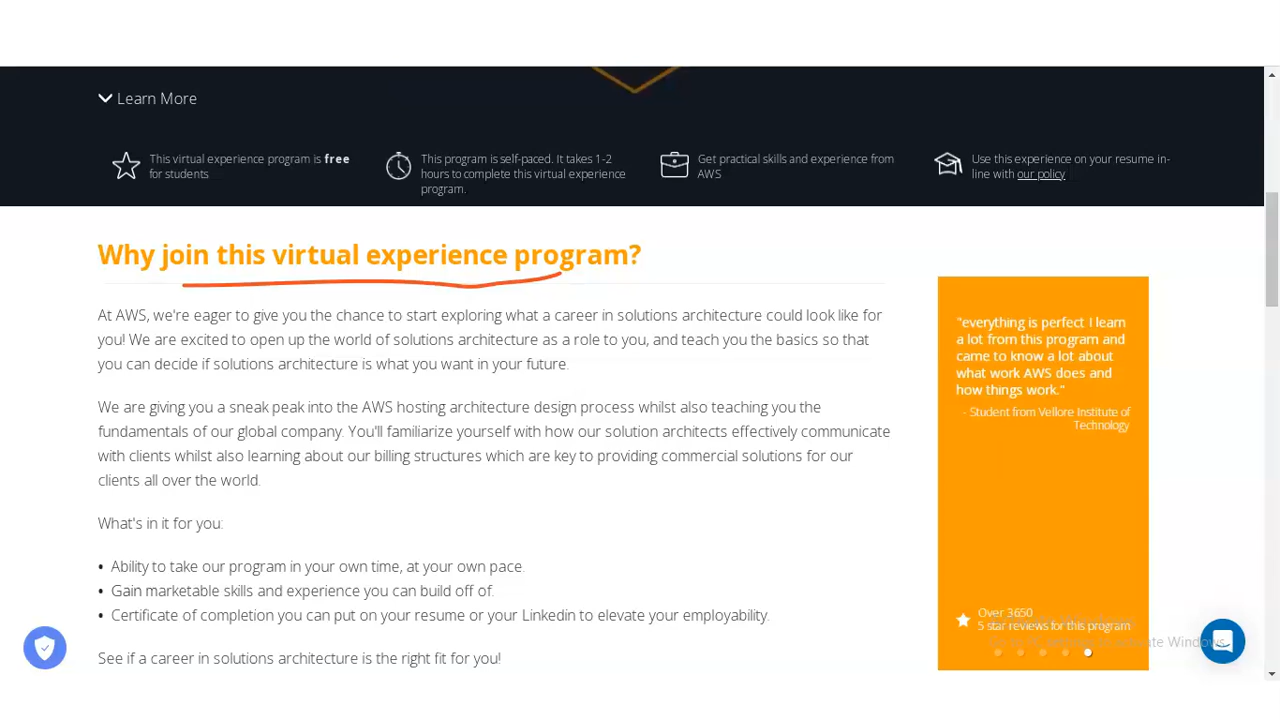 Learn More
This virtual experience program is free
for students
This program is self-paced. It takes 1-2
hours to complete this virtual experience
program.
Get practical skills and experience from
AWS
Use this experience on your resume in-
line with our policy
Why join this virtual experience program?
At AWS, we're eager to give you the chance to start exploring what a career in solutions architecture could look like for
you! We are excited to open up the world of solutions architecture as a role to you, and teach you the basics so that
you can decide if solutions architecture is what you want in your future.
We are giving you a sneak peak into the AWS hosting architecture design process whilst also teaching you the
fundamentals of our global company. You'll familiarize yourself with how our solution architects effectively communicate
with clients whilst also learning about our billing structures which are key to providing commercial solutions for our
clients all over the world.
What's in it for you:
• Ability to take our program in your own time, at your own pace.
• Gain marketable skills and experience you can build off of.
• Certificate of completion you can put on your resume or your Linkedin to elevate your employability.
See if a career in solutions architecture is the right fit for you!
"everything is perfect I learn
a lot from this program and
came to know a lot about
what work AWS does and
how things work."
- Student from Vellore Institute of
Technology
Over 3650
5 star reviews for this program
activate Windows.